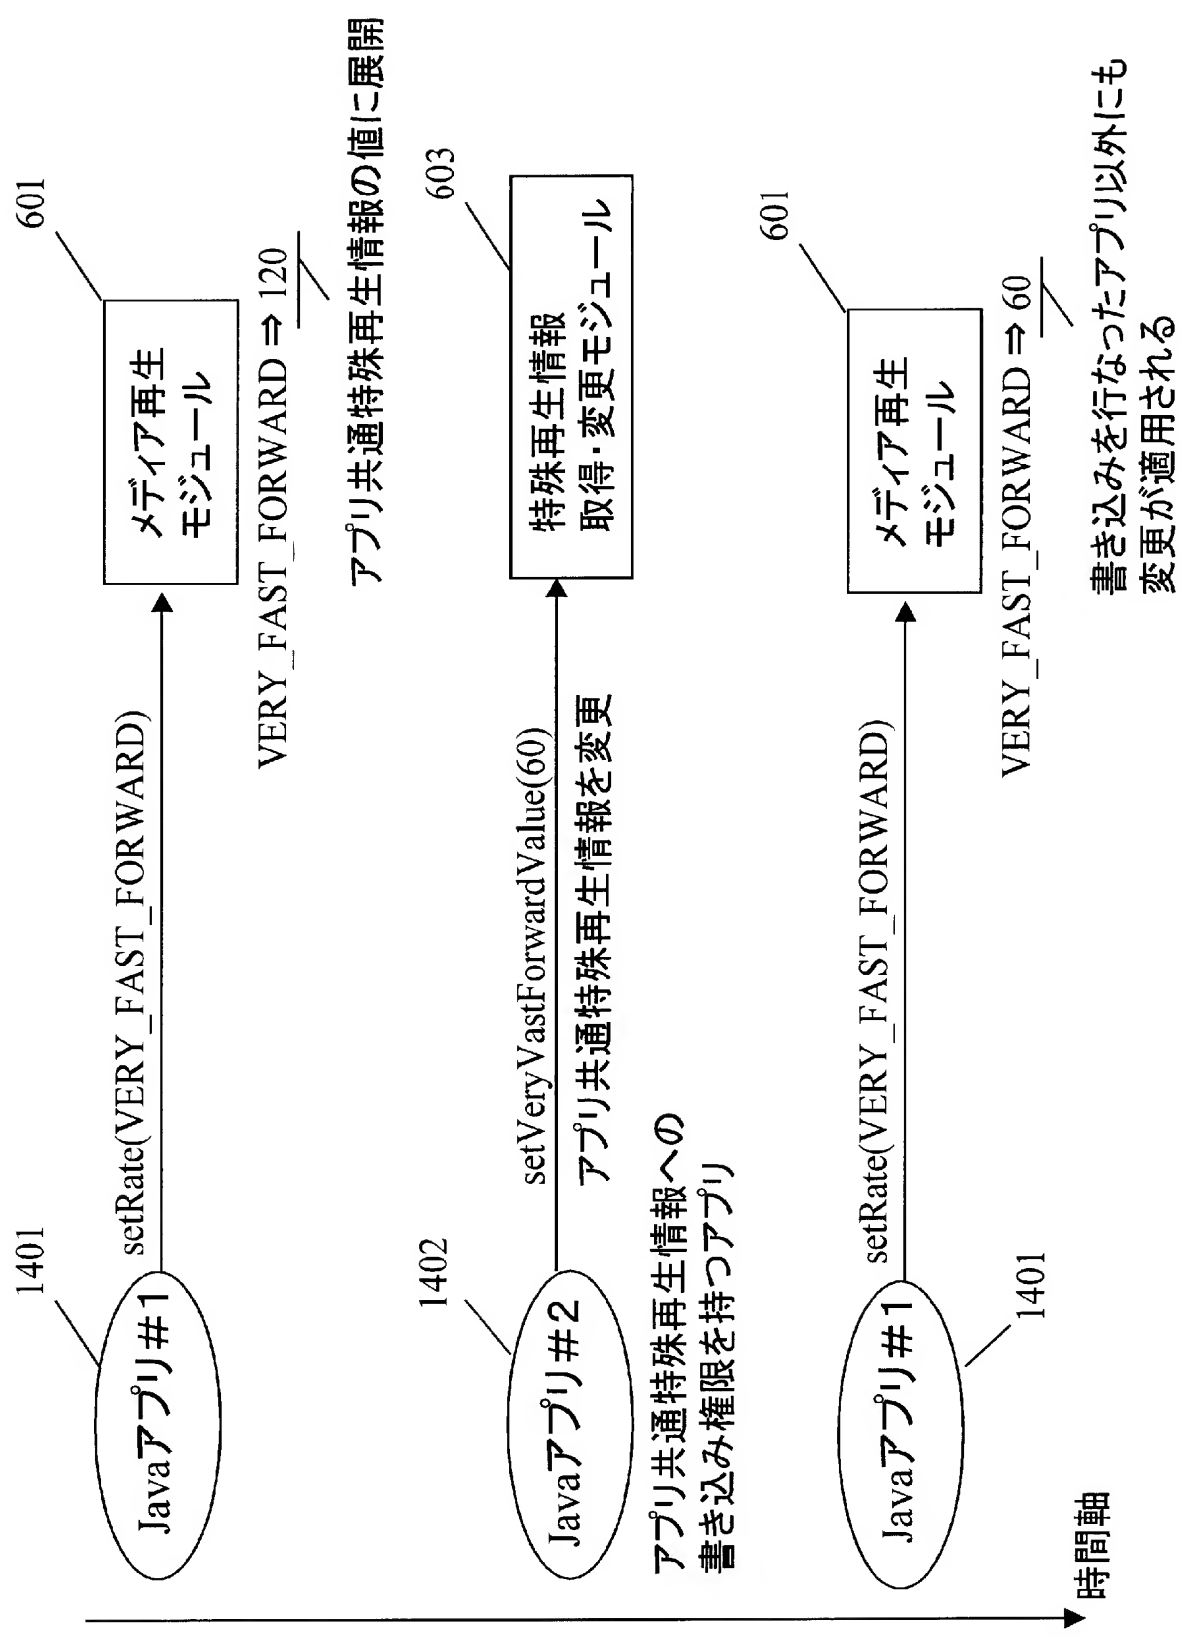 1401
Javaアプリ#1
setRate(VERY_FAST_FORWARD)
601
メディア再生
モジュール
VERY_FAST_FORWARD ⇒ 120
アプリ共通特殊再生情報の値に展開
1402
Javaアプリ#2
setVeryVastForwardValue(60)
アプリ共通特殊再生情報を変更
603
特殊再生情報
取得・変更モジュール
アプリ共通特殊再生情報への
書き込み権限を持つアプリ
Javaアプリ#1
1401
setRate(VERY_FAST_FORWARD)
601
メディア再生
モジュール
VERY_FAST_FORWARD ⇒ 60
書き込みを行なったアプリ以外にも
変更が適用される
時間軸